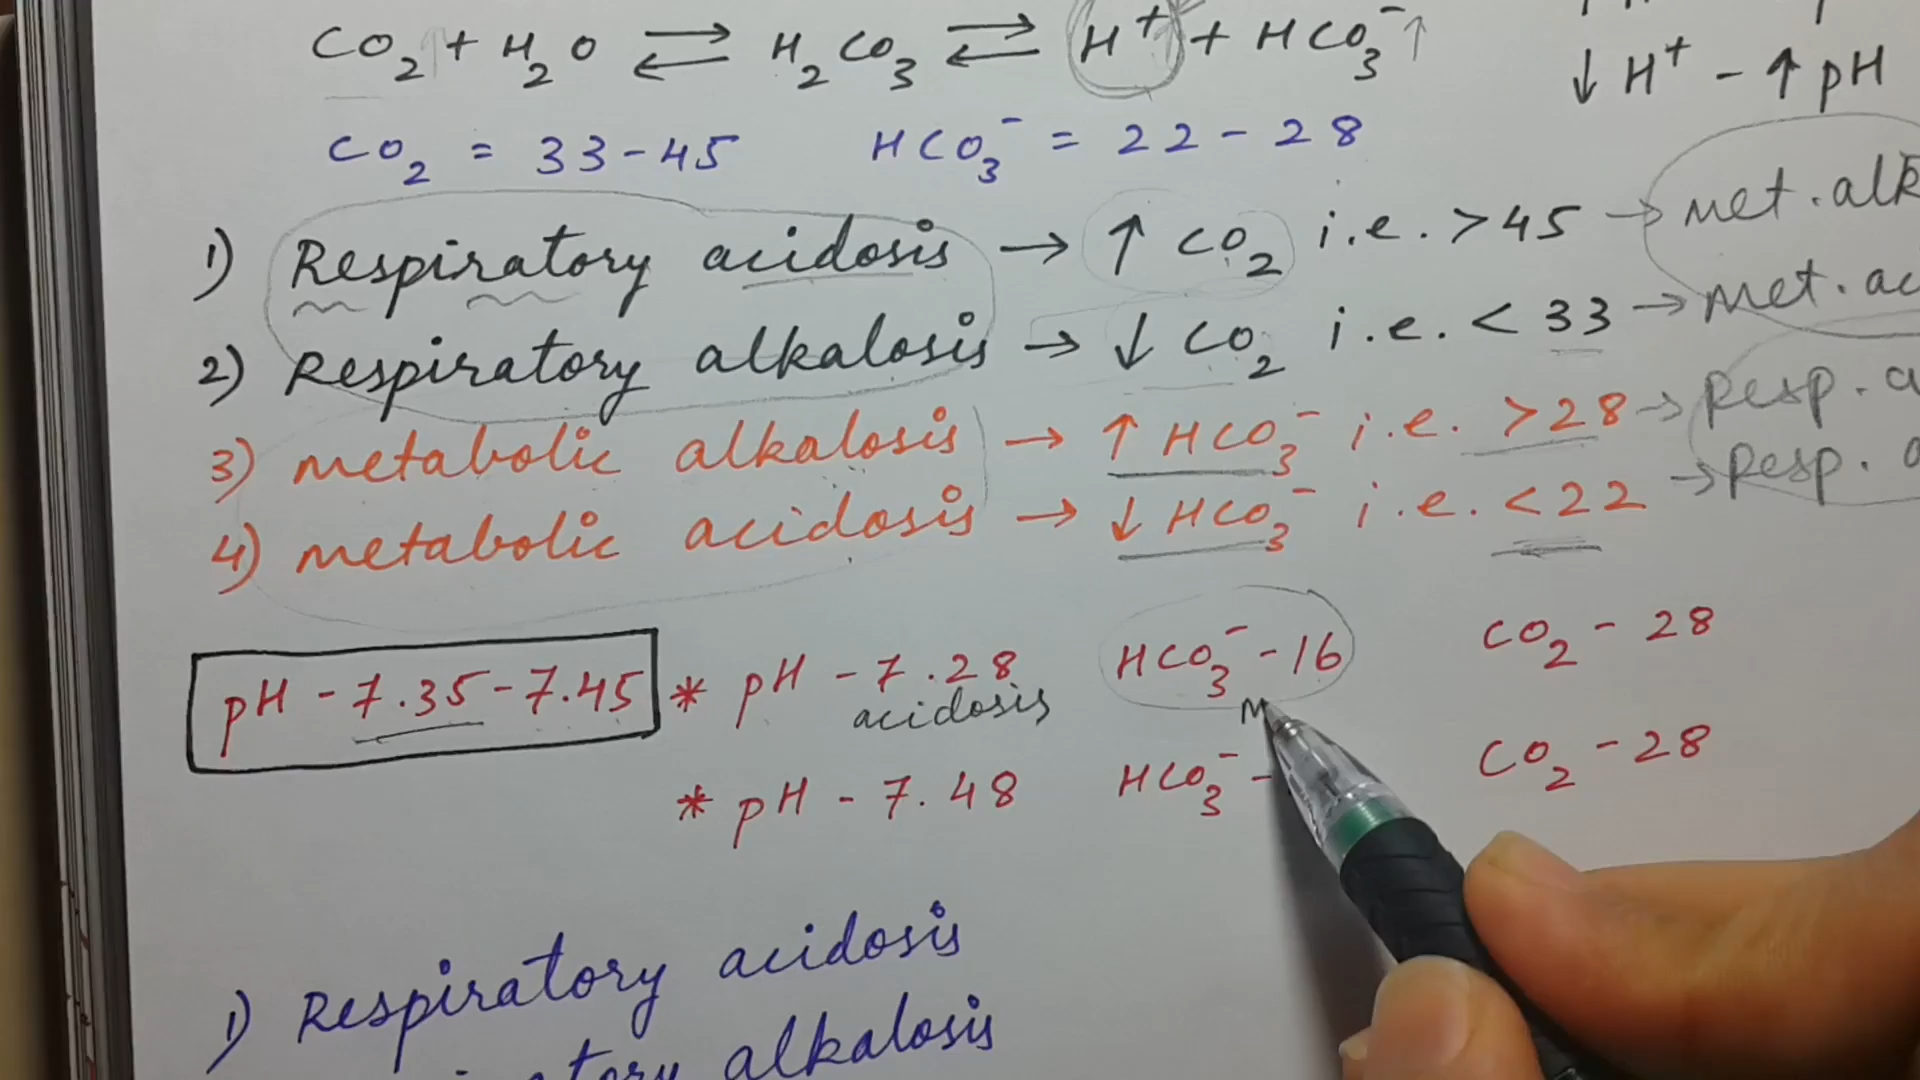 CO₂ + H₂O ⇌ H₂CO₃ ⇌ H⁺ + HCO₃⁻ ↑
↓ H⁺ - ↑ pH
CO₂ = 33-45 HCO₃⁻ = 22-28
1) Respiratory acidosis → ↑ CO₂ i.e. >45 → met. alk
2) Respiratory alkalosis → ↓ CO₂ i.e. < 33 → met. ac
3) metabolic alkalosis → ↑ HCO₃⁻ i.e. >28 → Resp. a
4) metabolic acidosis → ↓ HCO₃⁻ i.e. <22 → Resp. a
pH - 7.35-7.45 * pH - 7.28 HCO₃⁻ - 16 CO₂ - 28
acidosis M
* pH - 7.48 HCO₃⁻ - CO₂ - 28
1) Respiratory acidosis
iratory alkalosis